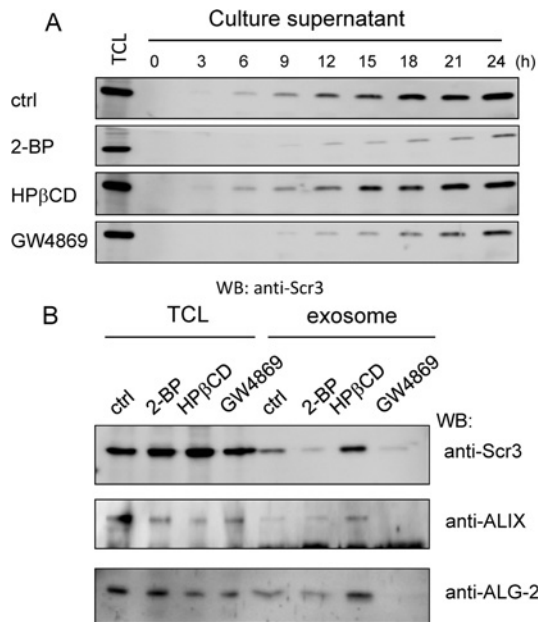 A
Culture supernatant
TCL
0 3 6 9 12 15 18 21 24 (h)
ctrl
2-BP
HPβCD
GW4869
WB: anti-Scr3
B
TCL exosome
ctrl 2-BP HPβCD GW4869 ctrl 2-BP HPβCD GW4869
WB:
anti-Scr3
anti-ALIX
anti-ALG-2